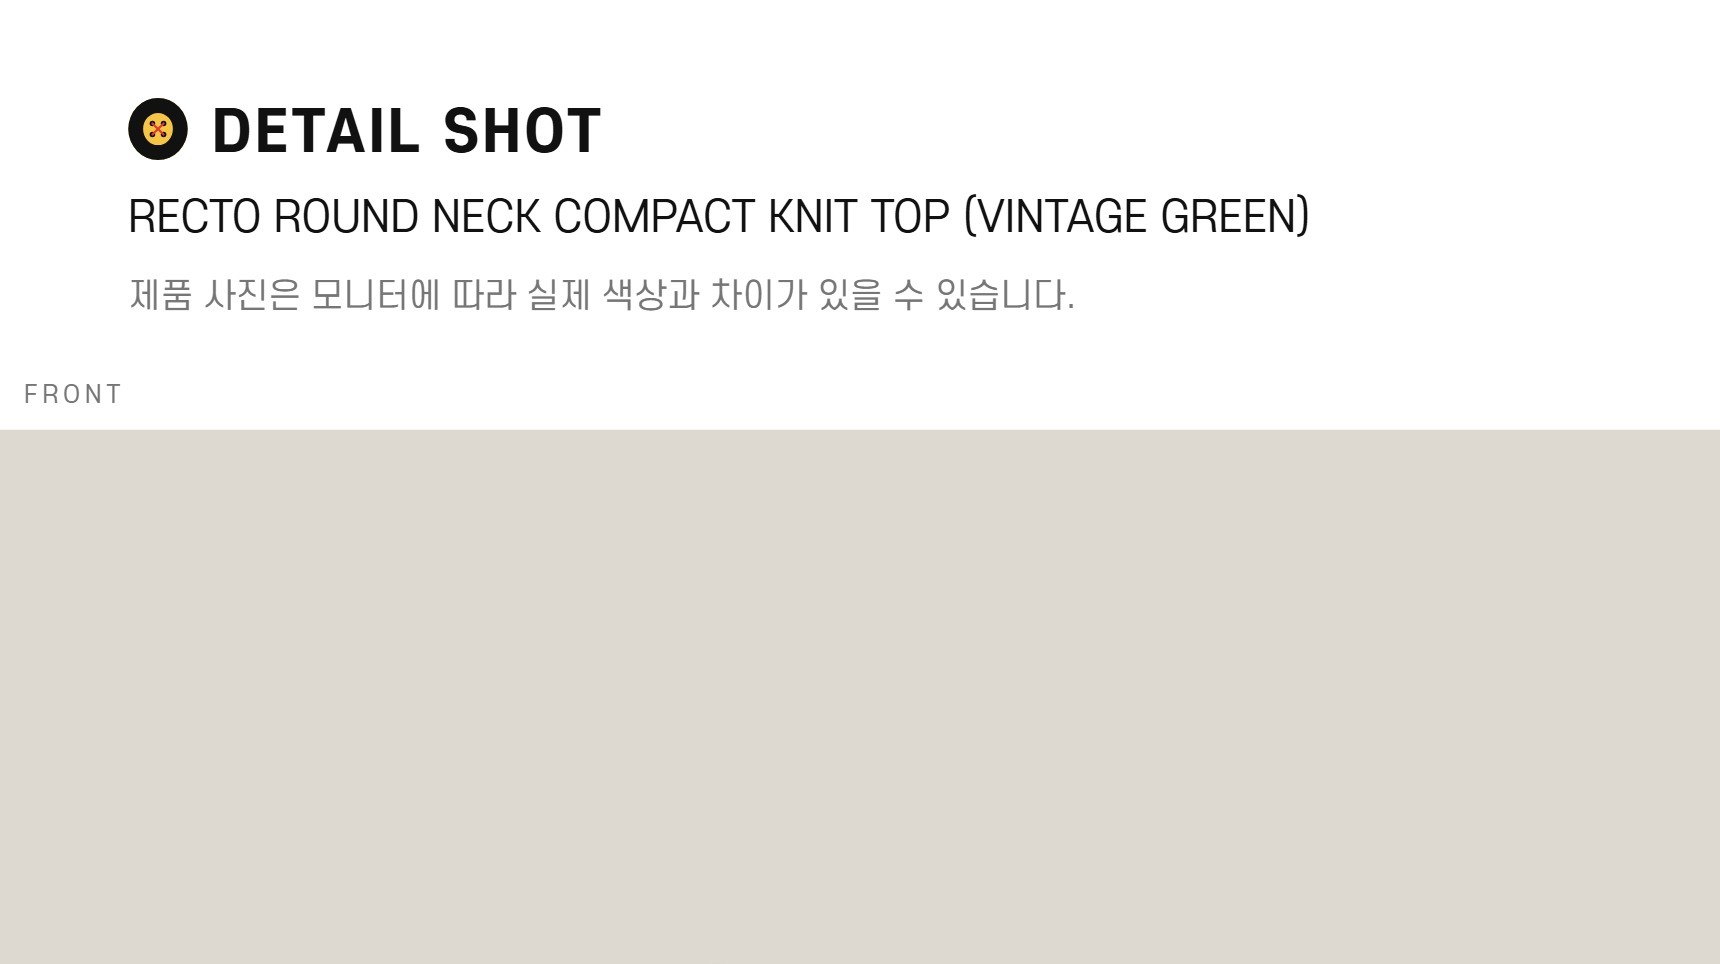 DETAIL SHOT
RECTO ROUND NECK COMPACT KNIT TOP (VINTAGE GREEN)
제품 사진은 모니터에 따라 실제 색상과 차이가 있을 수 있습니다.
FRONT